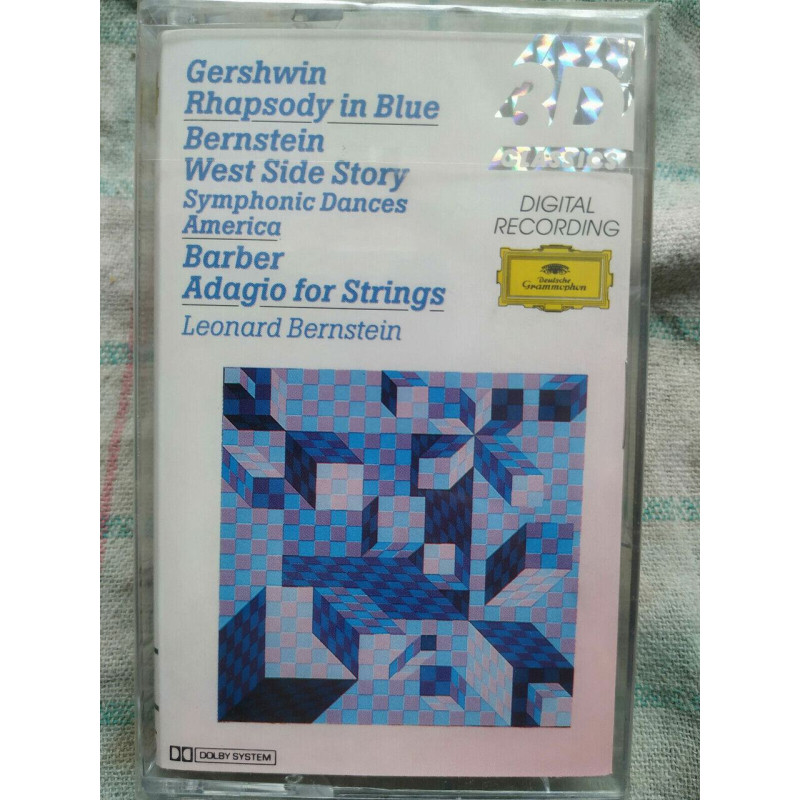 Gershwin
Rhapsody in Blue
Bernstein
West Side Story
Symphonic Dances
America
Barber
Adagio for Strings
Leonard Bernstein
3D
CLASSICS
DIGITAL
RECORDING
Deutsche
Grammophon
DOLBY SYSTEM